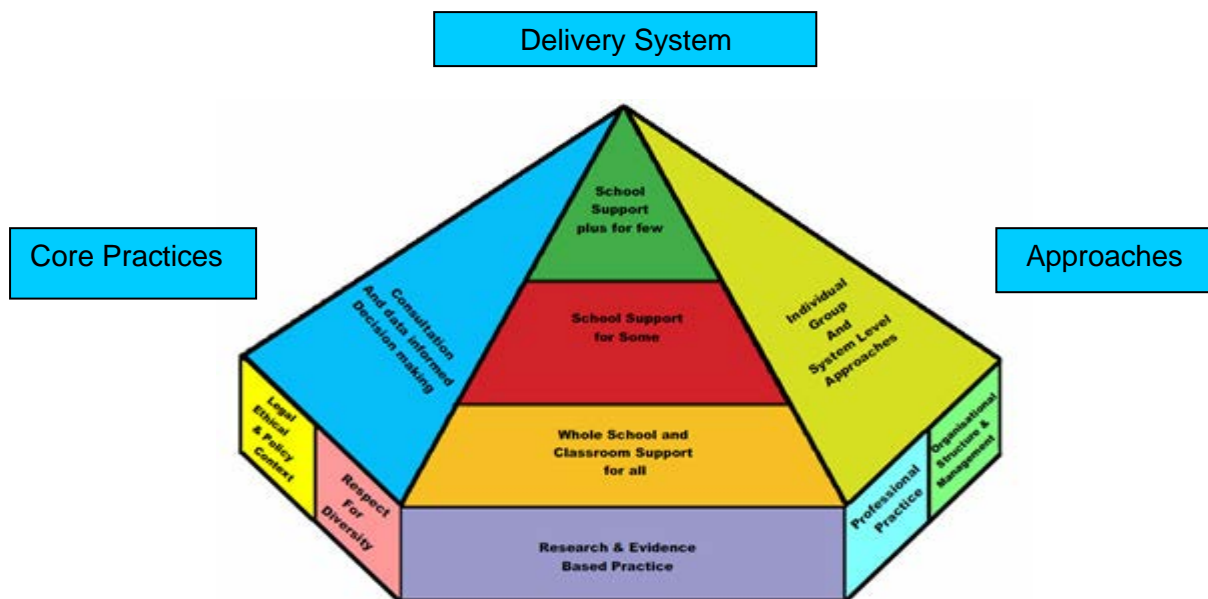 Delivery System
Core Practices
Approaches
School
Support
plus for few
School Support
for Some
Whole School and
Classroom Support
for all
Consultation
And data informed
Decision making
Individual
Group
And
System Level
Approaches
Legal
Ethical
& Policy
Context
Respect
For
Diversity
Research & Evidence
Based Practice
Professional
Practice
Organisational
Structure &
Management